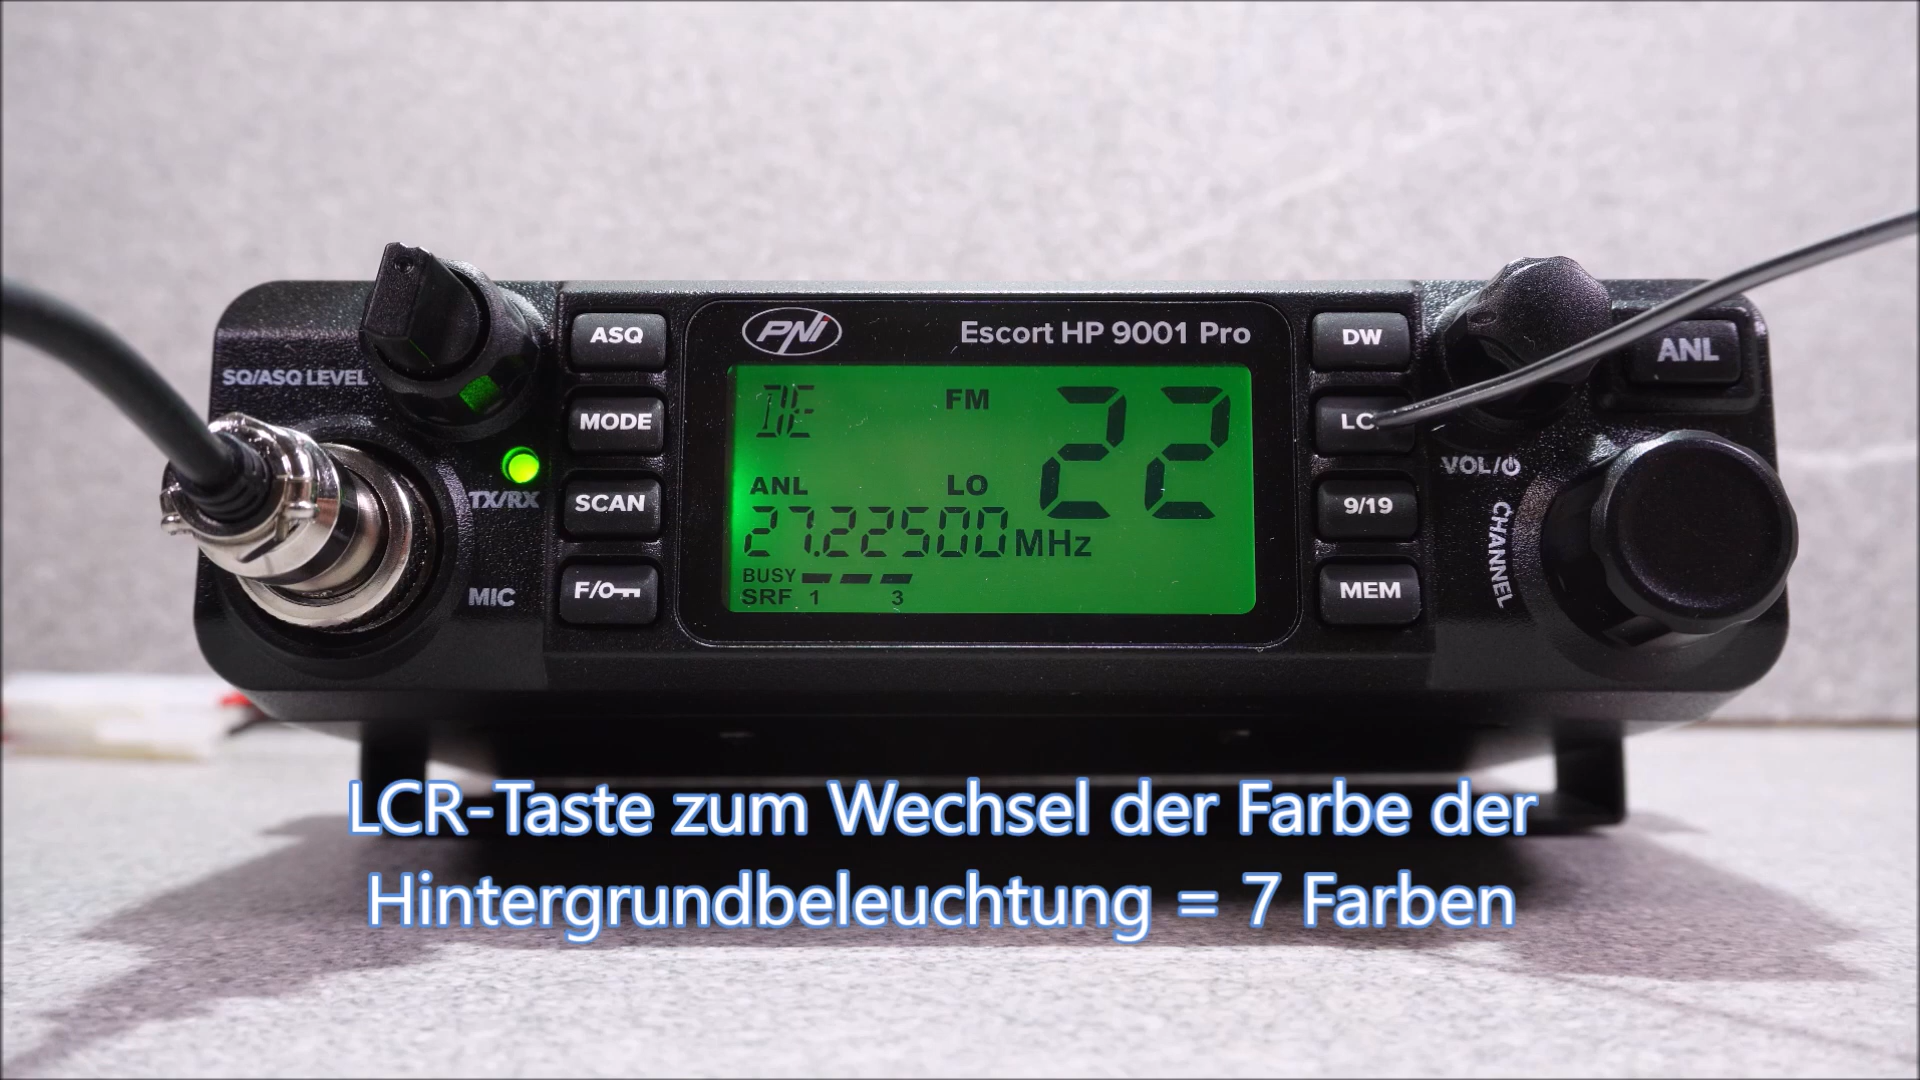 PNI
Escort HP 9001 Pro
ASQ
DW
ANL
SQ/ASQ LEVEL
DE
FM
22
MODE
LC
VOL/
TX/RX
ANL
LO
SCAN
9/19
27.22500 MHz
CHANNEL
BUSY
SRF 1 3
MIC
F/
MEM
LCR-Taste zum Wechsel der Farbe der
Hintergrundbeleuchtung = 7 Farben